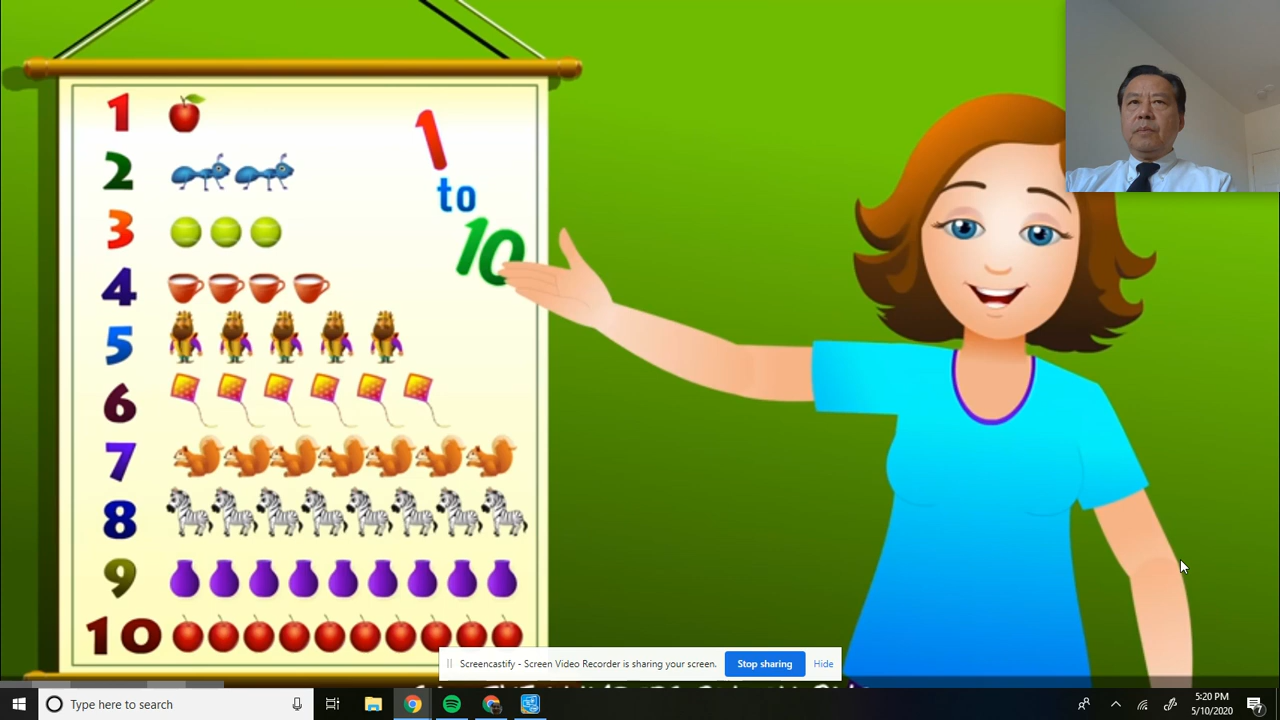 1
1
to
10
2
3
4
5
6
7
8
9
10
Screencastify - Screen Video Recorder is sharing your screen.
Stop sharing
Hide
Type here to search
5:20 PM
5/10/2020
7